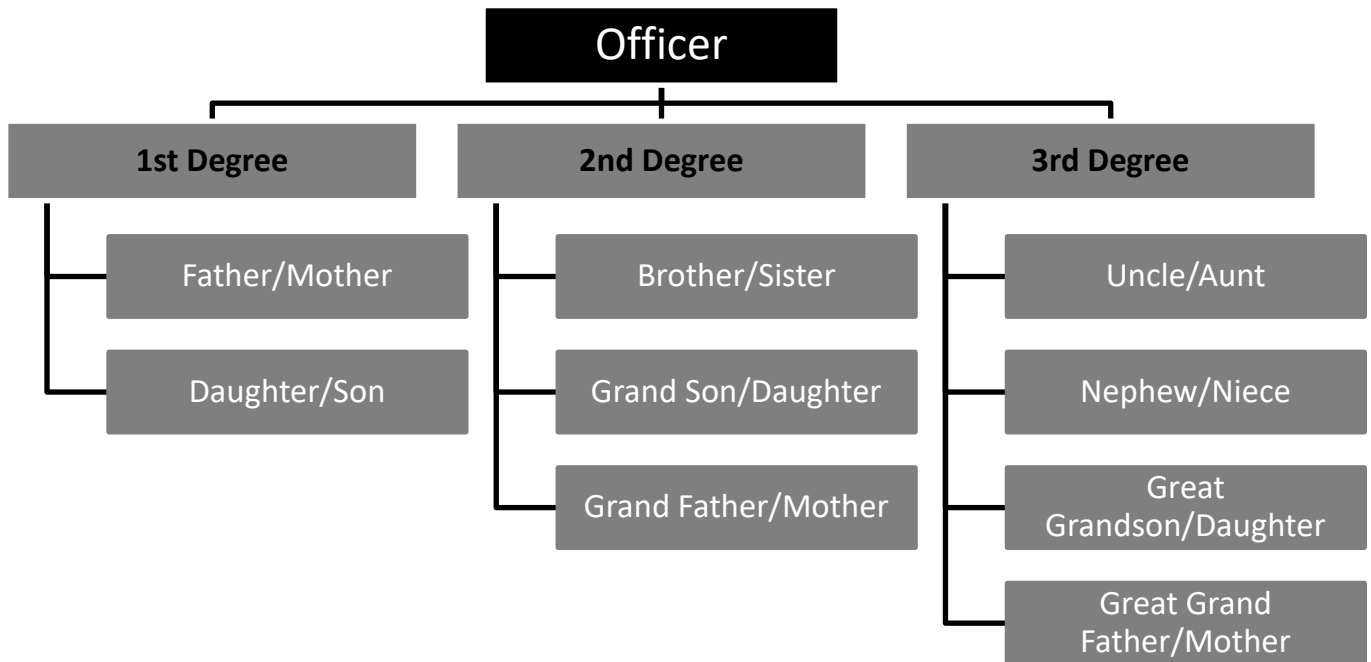 Officer
1st Degree
Father/Mother
Daughter/Son
2nd Degree
Brother/Sister
Grand Son/Daughter
Grand Father/Mother
3rd Degree
Uncle/Aunt
Nephew/Niece
Great
Grandson/Daughter
Great Grand
Father/Mother